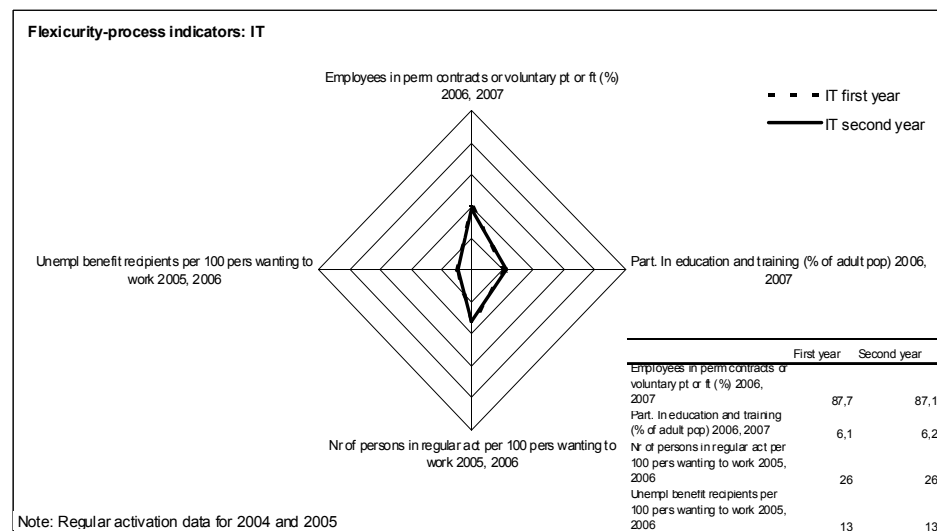 Flexicurity-process indicators: IT
Employees in perm contracts or voluntary pt or ft (%)
2006, 2007
IT first year
IT second year
Unempl benefit recipients per 100 pers wanting to
work 2005, 2006
Part. In education and training (% of adult pop) 2006,
2007
Nr of persons in regular act per 100 pers wanting to
work 2005, 2006
First year Second year
Employees in perm contracts or
voluntary pt or ft (%) 2006,
2007 87,7 87,1
Part. In education and training
(% of adult pop) 2006, 2007 6,1 6,2
Nr of persons in regular act per
100 pers wanting to work 2005,
2006 26 26
Unempl benefit recipients per
100 pers wanting to work 2005,
2006 13 13
Note: Regular activation data for 2004 and 2005